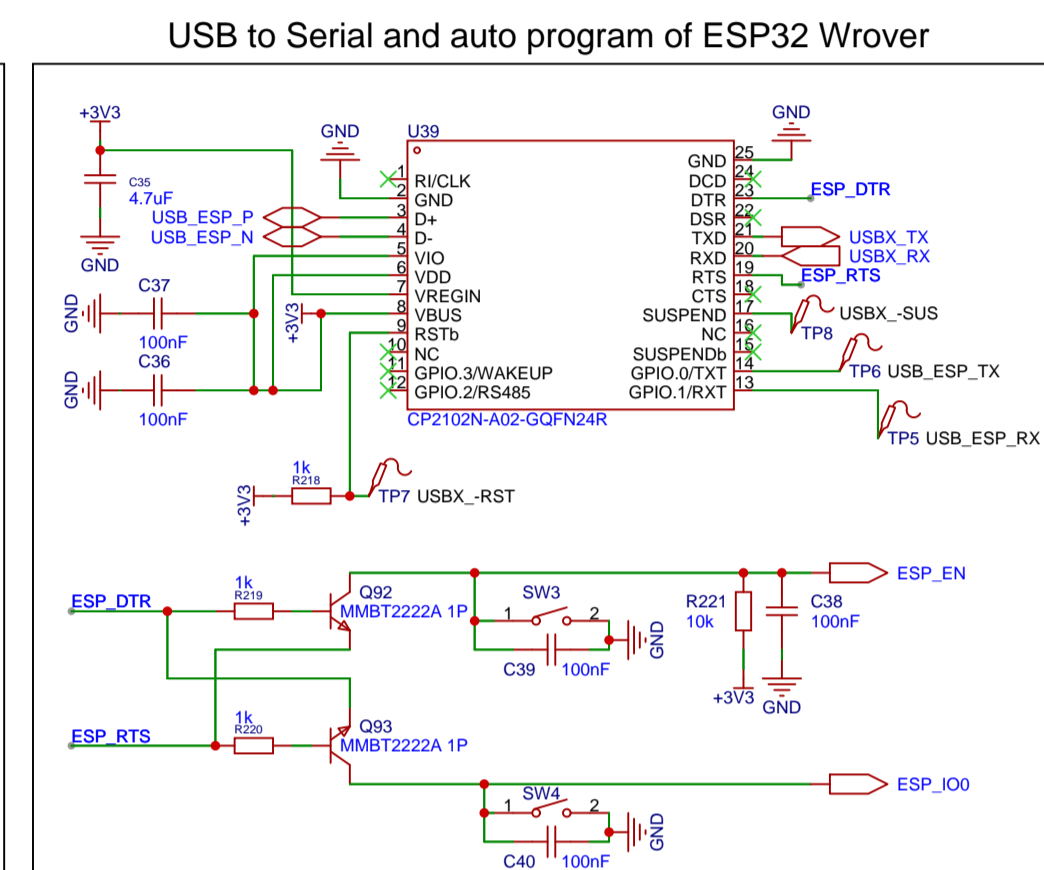 USB to Serial and auto program of ESP32 Wrover
+3V3
C35
4.7uF
GND
USB_ESP_P
USB_ESP_N
GND
C37
100nF
GND
C36
100nF
GND
+3V3
U39
1 RI/CLK
2 GND
3 D+
4 D-
5 VIO
6 VDD
7 VREGIN
8 VBUS
9 RSTb
10 NC
11 GPIO.3/WAKEUP
12 GPIO.2/RS485
GND 25
DCD 24
DTR 23
DSR 22
TXD 21
RXD 20
RTS 19
CTS 18
SUSPEND 17
NC 16
SUSPENDb 15
GPIO.0/TXT 14
GPIO.1/RXT 13
CP2102N-A02-GQFN24R
GND
ESP_DTR
USBX_TX
USBX_RX
ESP_RTS
USBX_-SUS
TP8
TP6 USB_ESP_TX
TP5 USB_ESP_RX
+3V3
1k
R218
TP7 USBX_-RST
ESP_DTR
1k
R219
Q92
MMBT2222A 1P
SW3
1 2
C39 100nF
GND
R221
10k
+3V3
C38
100nF
GND
ESP_EN
ESP_RTS
1k
R220
Q93
MMBT2222A 1P
SW4
1 2
C40 100nF
GND
ESP_IO0